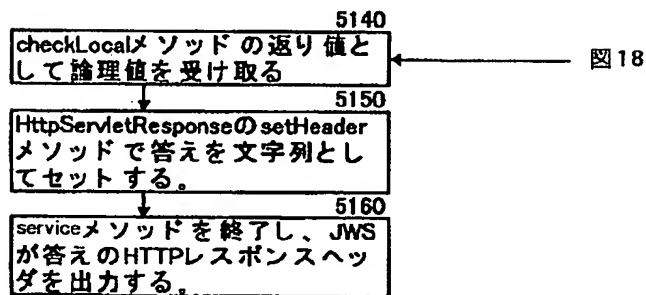 5140
checkLocalメソッドの返り値と
して論理値を受け取る
図18
5150
HttpServletResponseのsetHeader
メソッドで答えを文字列とし
てセットする。
5160
serviceメソッドを終了し、JWS
が答えのHTTPレスポンスヘッ
ダを出力する。